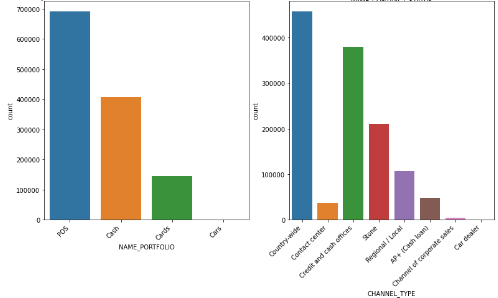 700000
600000
500000
400000
300000
200000
100000
0
count
POS
Cash
Cards
Cars
NAME_PORTFOLIO
400000
300000
200000
100000
0
count
Country-wide
Contact center
Credit and cash offices
Stone
Regional / Local
AP+ (Cash loan)
Channel of corporate sales
Car dealer
CHANNEL_TYPE